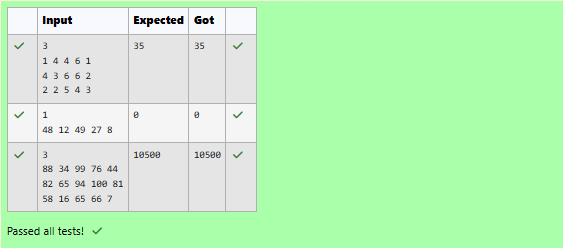 Input Expected Got
3 35 35
1 4 4 6 1
4 3 6 6 2
2 2 5 4 3
1 0 0
48 12 49 27 8
3 10500 10500
88 34 99 76 44
82 65 94 100 81
58 16 65 66 7
Passed all tests!